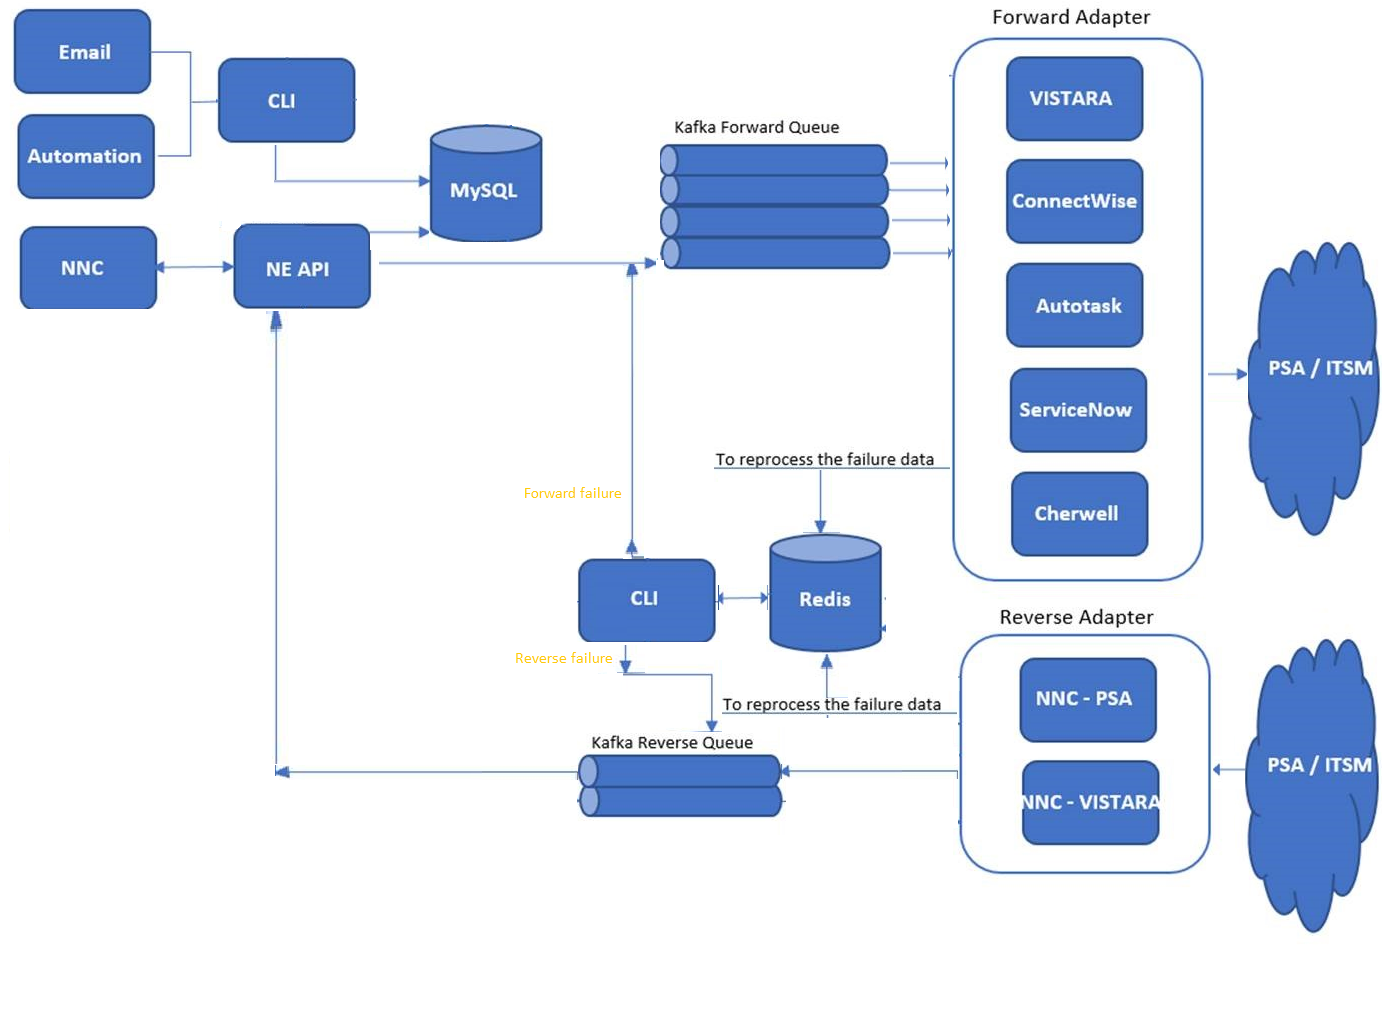 Email
Automation
CLI
NNC
NE API
MySQL
Kafka Forward Queue
Forward Adapter
VISTARA
ConnectWise
Autotask
ServiceNow
Cherwell
PSA / ITSM
To reprocess the failure data
Forward failure
CLI
Redis
Reverse failure
To reprocess the failure data
Kafka Reverse Queue
Reverse Adapter
NNC - PSA
NNC - VISTARA
PSA / ITSM